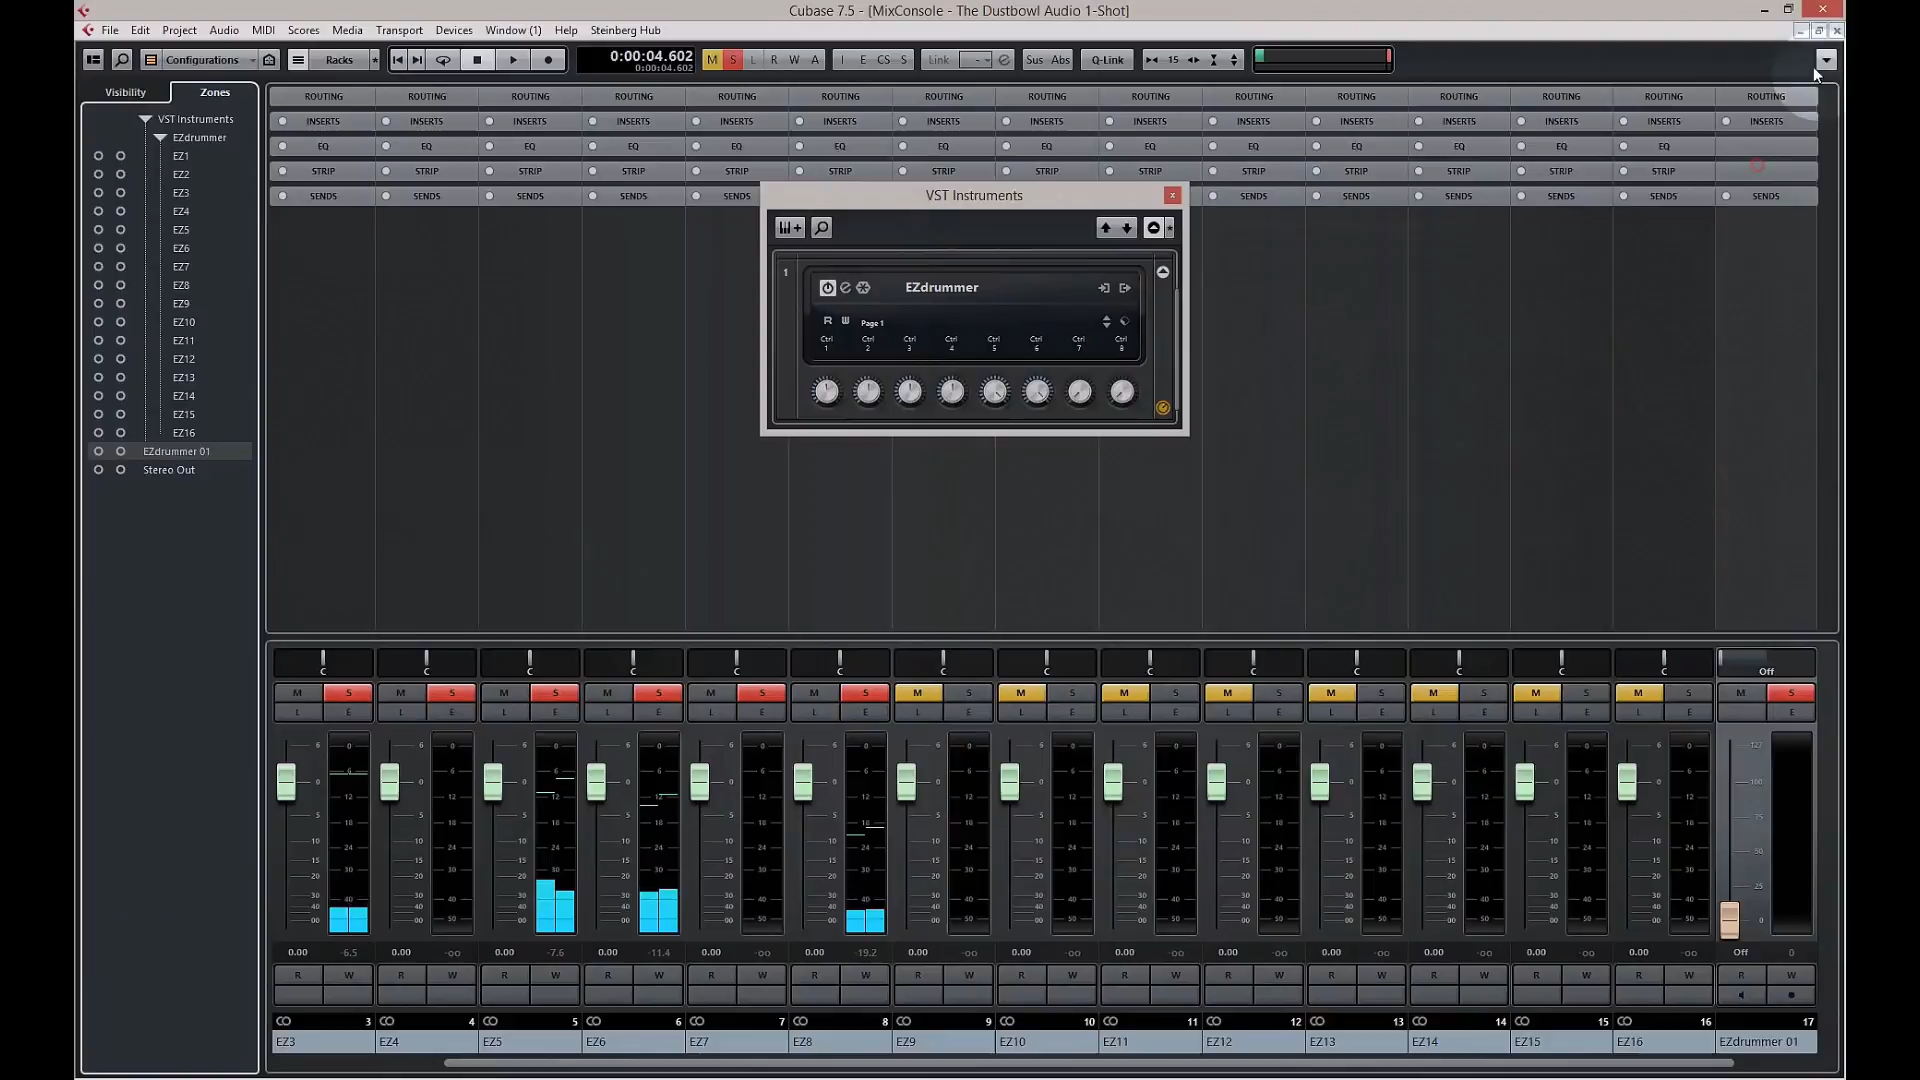 Cubase 7.5 - [MixConsole - The Dustbowl Audio 1-Shot]
File Edit Project Audio MIDI Scores Media Transport Devices Window (1) Help Steinberg Hub
Configurations Racks 0:00:04.602 M S L R W A I E CS S Link - Sus Abs Q-Link 15
0:00:04.602
Visibility Zones
ROUTING ROUTING ROUTING ROUTING ROUTING ROUTING ROUTING ROUTING ROUTING ROUTING ROUTING ROUTING ROUTING ROUTING ROUTING
INSERTS INSERTS INSERTS INSERTS INSERTS INSERTS INSERTS INSERTS INSERTS INSERTS INSERTS INSERTS INSERTS INSERTS INSERTS
EQ EQ EQ EQ EQ EQ EQ EQ EQ EQ EQ EQ EQ EQ
STRIP STRIP STRIP STRIP STRIP STRIP STRIP STRIP STRIP STRIP STRIP STRIP STRIP STRIP
SENDS SENDS SENDS SENDS SENDS SENDS SENDS SENDS SENDS SENDS SENDS
VST Instruments
EZdrummer
EZ1
EZ2
EZ3
EZ4
EZ5
EZ6
EZ7
EZ8
EZ9
EZ10
EZ11
EZ12
EZ13
EZ14
EZ15
EZ16
EZdrummer 01
Stereo Out
VST Instruments
1 EZdrummer
R W Page 1
Ctrl Ctrl Ctrl Ctrl Ctrl Ctrl Ctrl Ctrl
1 2 3 4 5 6 7 8
C C C C C C C C C C C C C C Off
M S M S M S M S M S M S M S M S M S M S M S M S M S M S M S
L E L E L E L E L E L E L E L E L E L E L E L E L E L E E
0.00 -6.5 0.00 -oo 0.00 -7.6 0.00 -11.4 0.00 -oo 0.00 -19.2 0.00 -oo 0.00 -oo 0.00 -oo 0.00 -oo 0.00 -oo 0.00 -oo 0.00 -oo 0.00 -oo Off 0
R W R W R W R W R W R W R W R W R W R W R W R W R W R W R W
3 4 5 6 7 8 9 10 11 12 13 14 15 16 17
EZ3 EZ4 EZ5 EZ6 EZ7 EZ8 EZ9 EZ10 EZ11 EZ12 EZ13 EZ14 EZ15 EZ16 EZdrummer 01